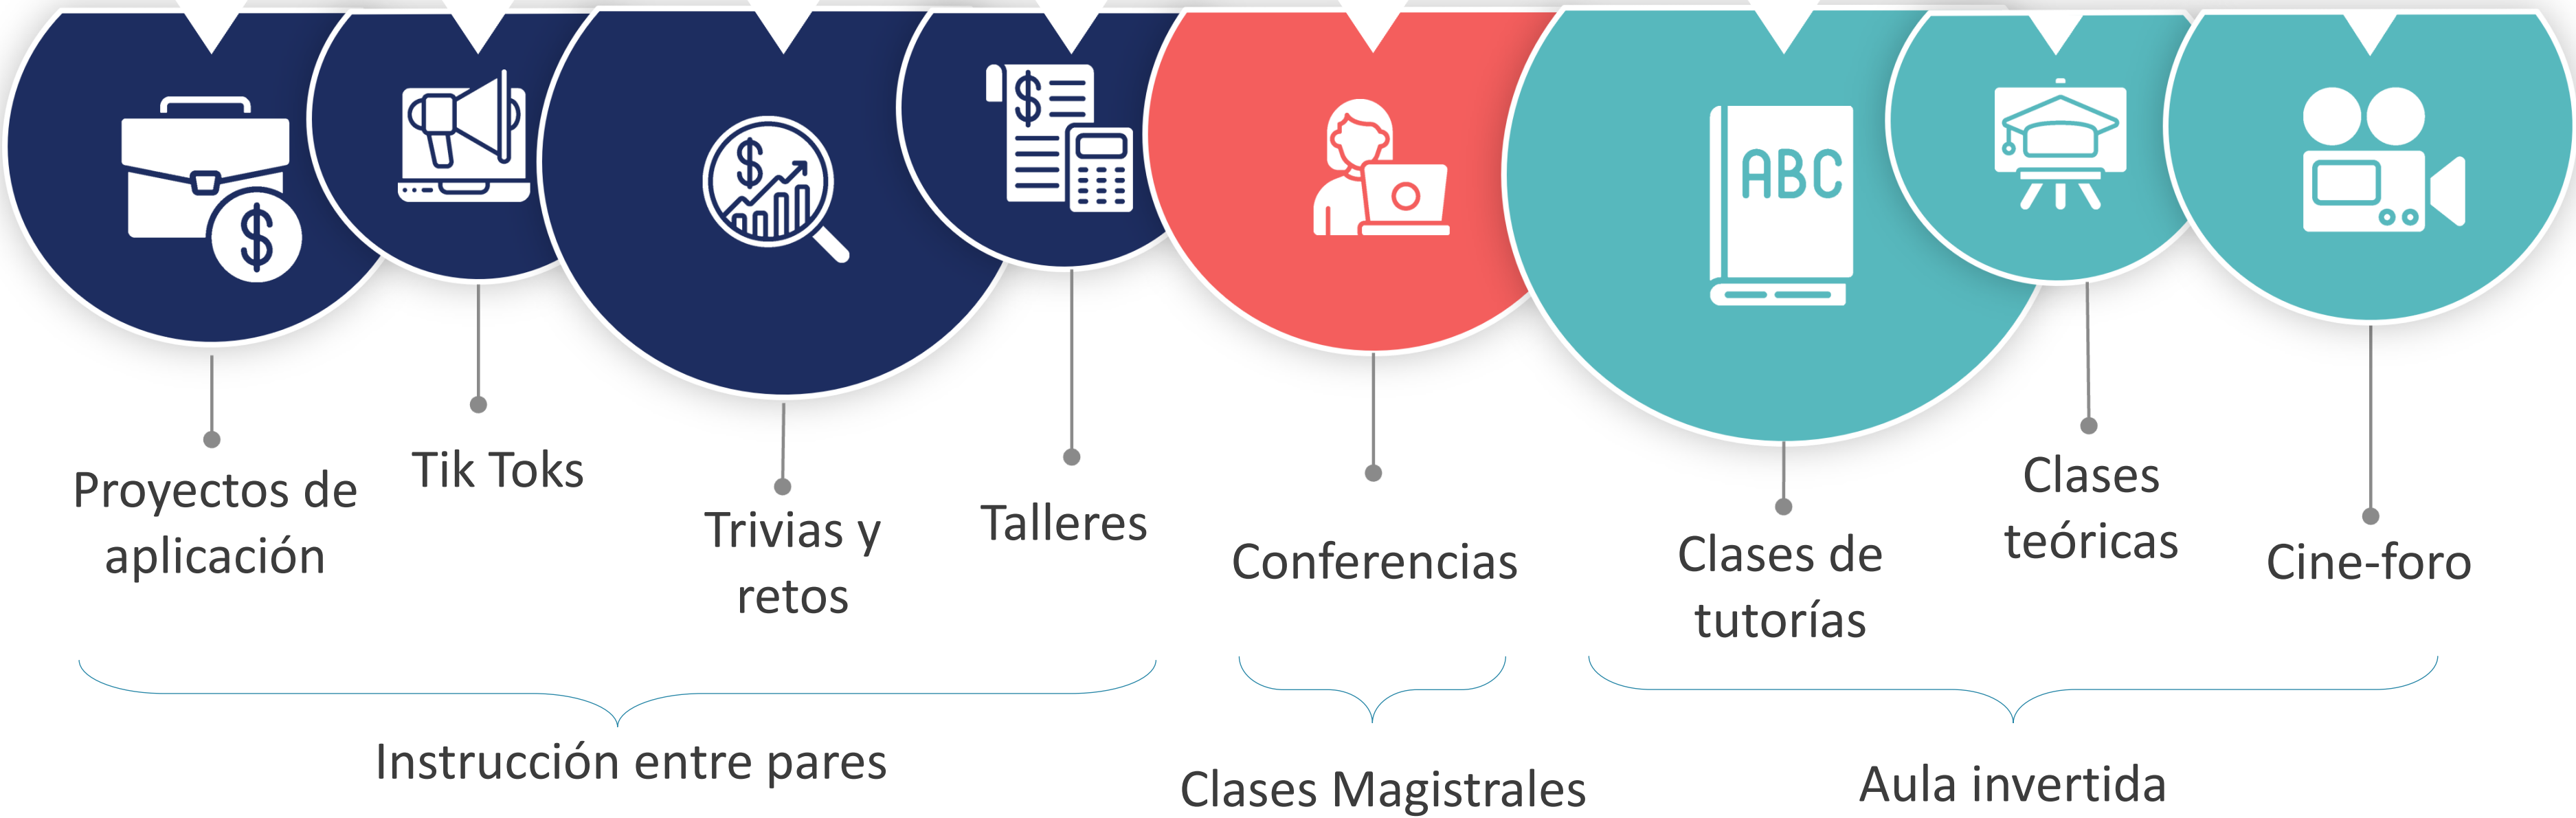 $
$
$
ABC
$
Proyectos de
aplicación
Tik Toks
Trivias y
retos
Talleres
Conferencias
Clases de
tutorías
Clases
teóricas
Cine-foro
Instrucción entre pares
Clases Magistrales
Aula invertida